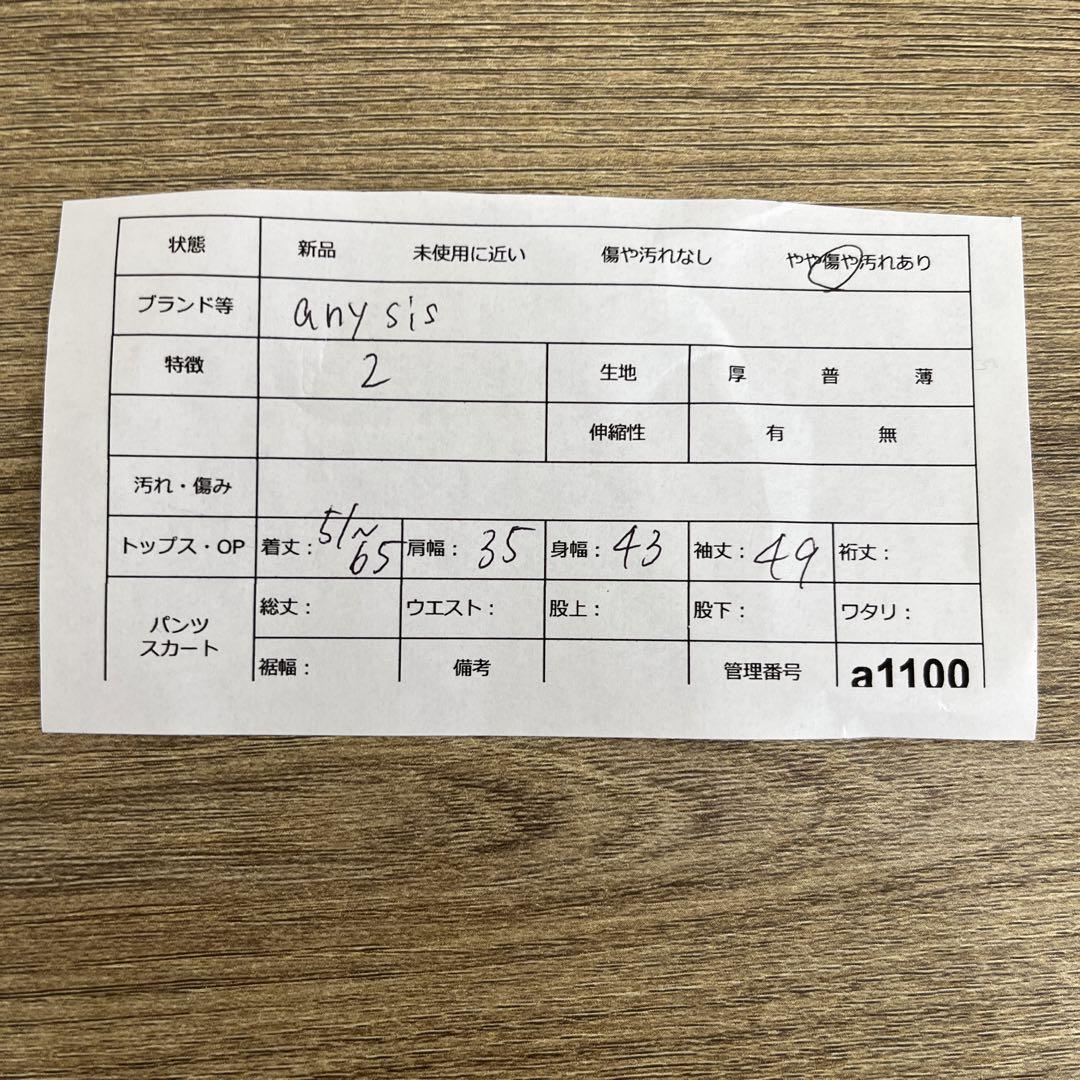 状態 新品 未使用に近い 傷や汚れなし やや傷や汚れあり
ブランド等 any sis
特徴 2 生地 厚 普 薄
伸縮性 有 無
汚れ・傷み
トップス・OP 着丈：51〜65 肩幅：35 身幅：43 袖丈：49 裄丈：
パンツ スカート 総丈： ウエスト： 股上： 股下： ワタリ：
裾幅： 備考 管理番号 a1100